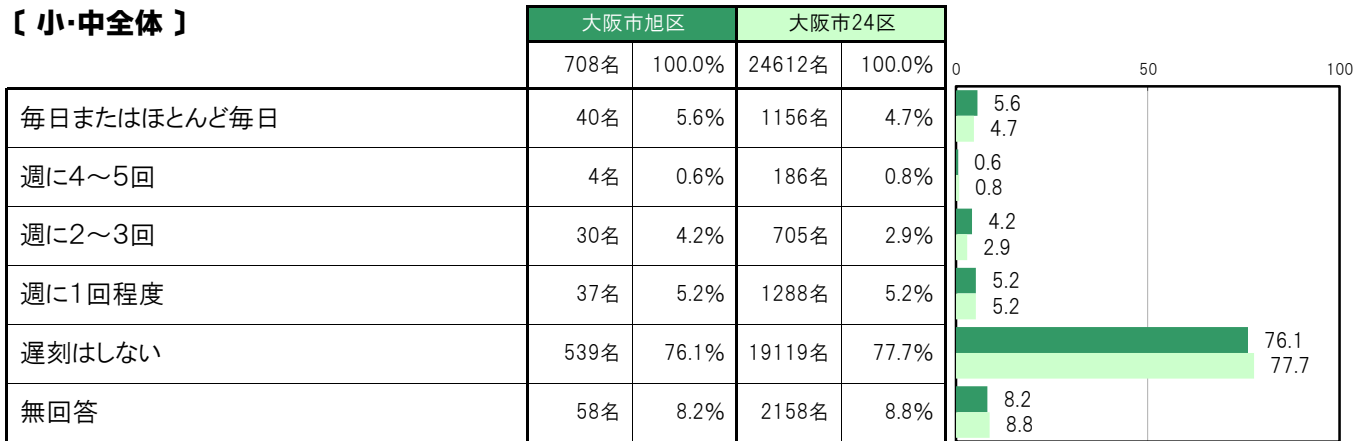 〔 小・中全体 〕
大阪市旭区 大阪市24区
708名 100.0% 24612名 100.0%
0 50 100
毎日またはほとんど毎日 40名 5.6% 1156名 4.7% 5.6
4.7
週に4～5回 4名 0.6% 186名 0.8% 0.6
0.8
週に2～3回 30名 4.2% 705名 2.9% 4.2
2.9
週に1回程度 37名 5.2% 1288名 5.2% 5.2
5.2
遅刻はしない 539名 76.1% 19119名 77.7% 76.1
77.7
無回答 58名 8.2% 2158名 8.8% 8.2
8.8